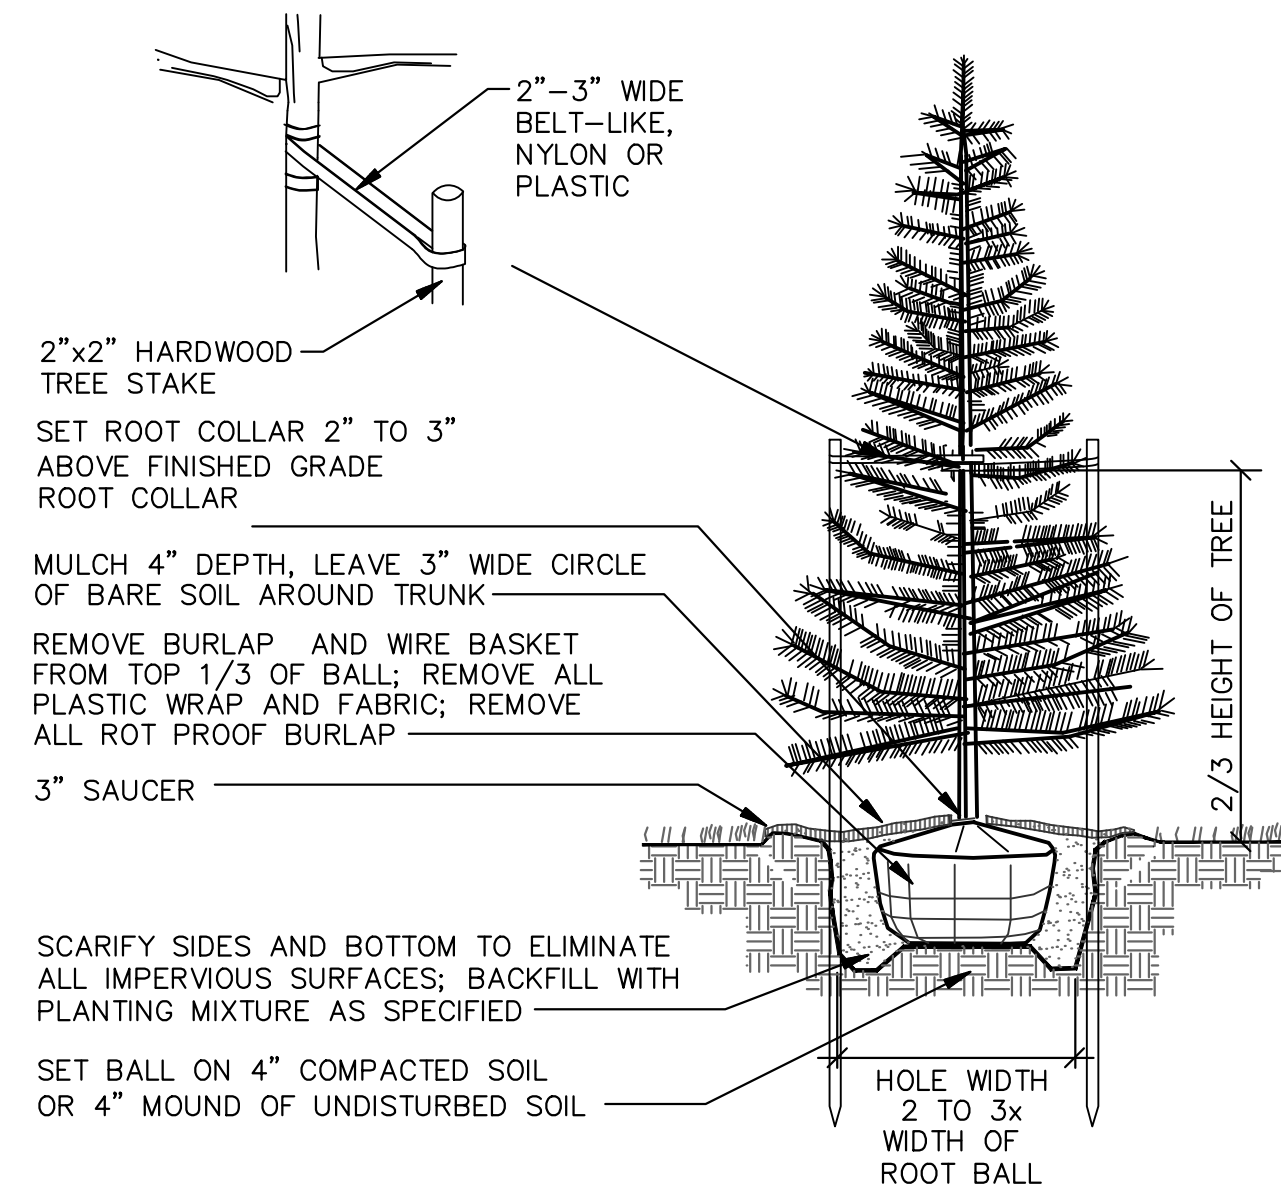 2”–3” WIDE
BELT–LIKE,
NYLON OR
PLASTIC
2”x2” HARDWOOD
TREE STAKE
SET ROOT COLLAR 2” TO 3”
ABOVE FINISHED GRADE
ROOT COLLAR
MULCH 4” DEPTH, LEAVE 3” WIDE CIRCLE
OF BARE SOIL AROUND TRUNK
REMOVE BURLAP AND WIRE BASKET
FROM TOP 1/3 OF BALL; REMOVE ALL
PLASTIC WRAP AND FABRIC; REMOVE
ALL ROT PROOF BURLAP
3” SAUCER
SCARIFY SIDES AND BOTTOM TO ELIMINATE
ALL IMPERVIOUS SURFACES; BACKFILL WITH
PLANTING MIXTURE AS SPECIFIED
SET BALL ON 4” COMPACTED SOIL
OR 4” MOUND OF UNDISTURBED SOIL
2/3 HEIGHT OF TREE
HOLE WIDTH
2 TO 3x
WIDTH OF
ROOT BALL